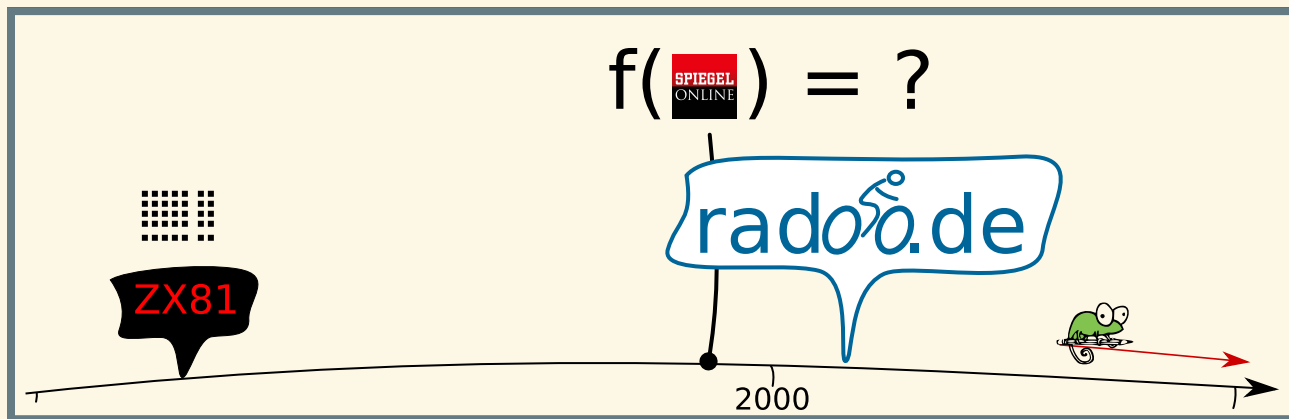 f(SPIEGEL ONLINE) = ?
radoo.de
ZX81
2000